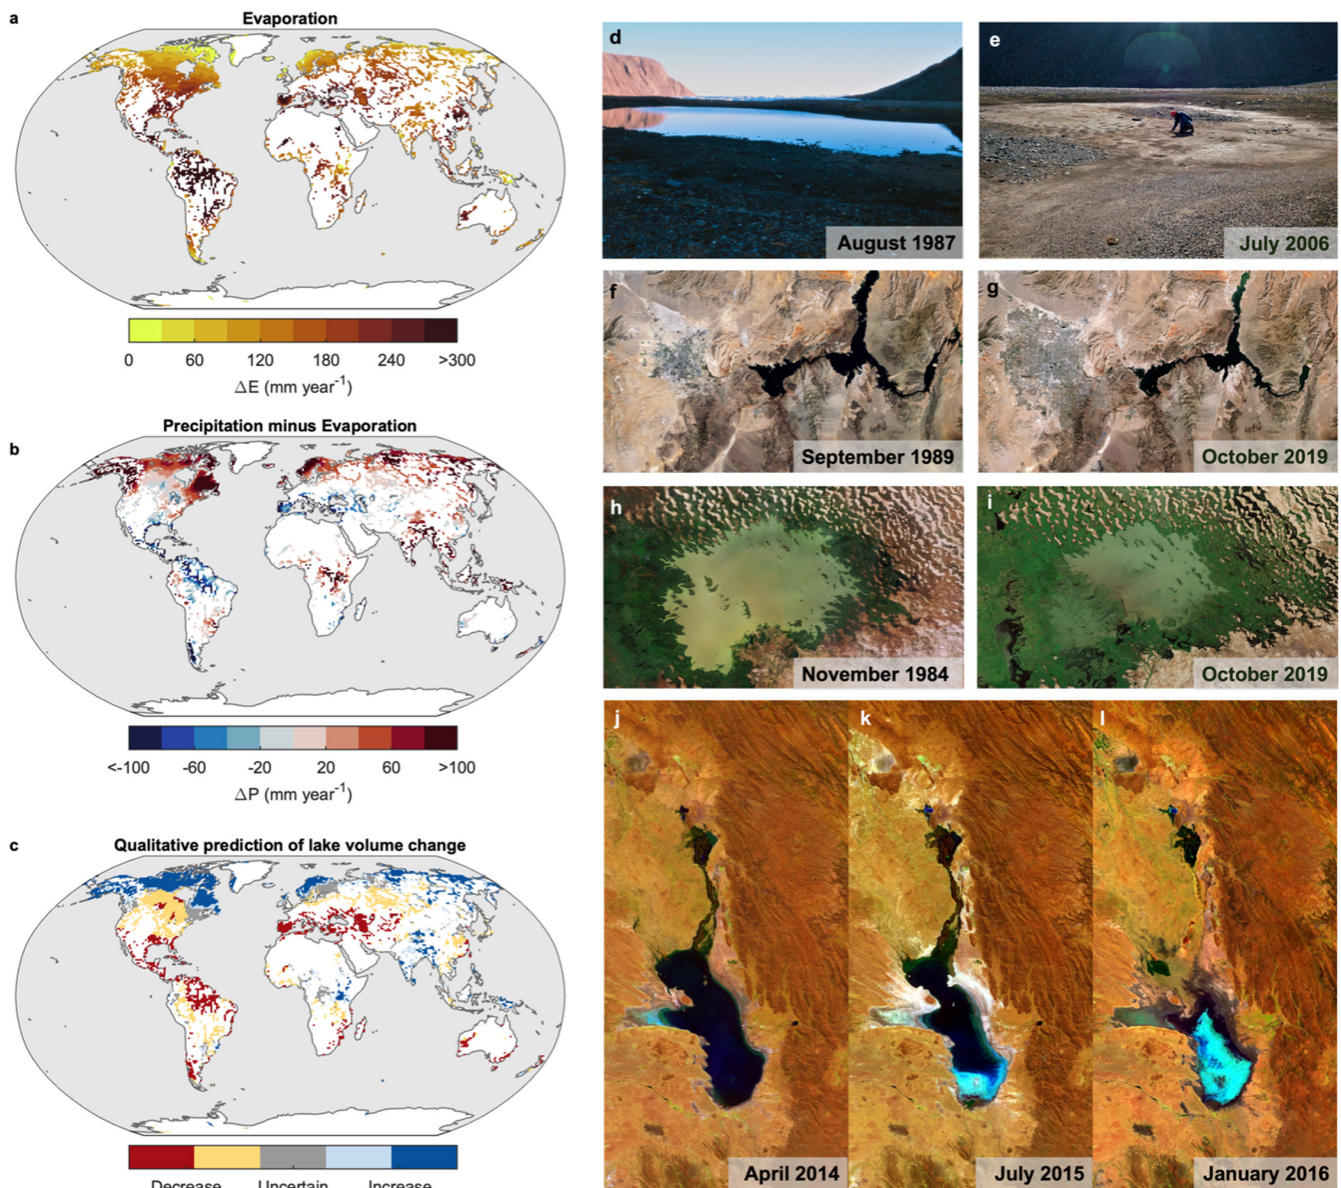 a
Evaporation
0 60 120 180 240 >300
ΔE (mm year⁻¹)
b
Precipitation minus Evaporation
<-100 -60 -20 20 60 >100
ΔP (mm year⁻¹)
c
Qualitative prediction of lake volume change
Decrease Uncertain Increase
d
August 1987
e
July 2006
f
September 1989
g
October 2019
h
November 1984
i
October 2019
j
April 2014
k
July 2015
l
January 2016